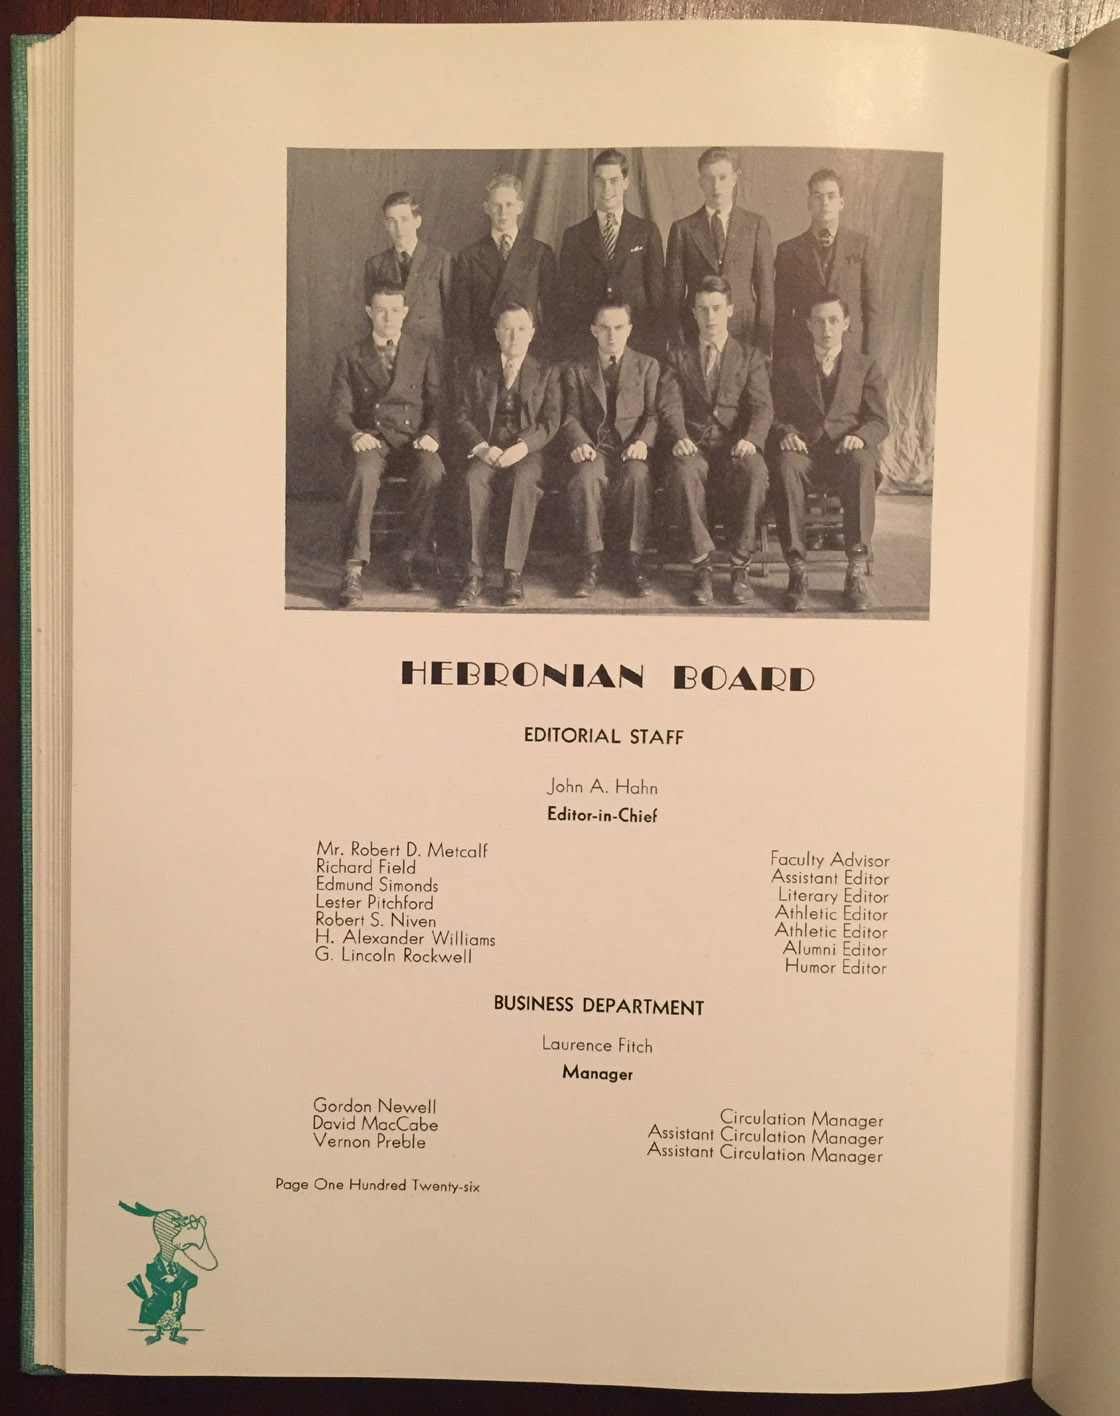 HEBRONIAN BOARD
EDITORIAL STAFF
John A. Hahn
Editor-in-Chief
Mr. Robert D. Metcalf Faculty Advisor
Richard Field Assistant Editor
Edmund Simonds Literary Editor
Lester Pitchford Athletic Editor
Robert S. Niven Athletic Editor
H. Alexander Williams Alumni Editor
G. Lincoln Rockwell Humor Editor
BUSINESS DEPARTMENT
Laurence Fitch
Manager
Gordon Newell Circulation Manager
David MacCabe Assistant Circulation Manager
Vernon Preble Assistant Circulation Manager
Page One Hundred Twenty-six